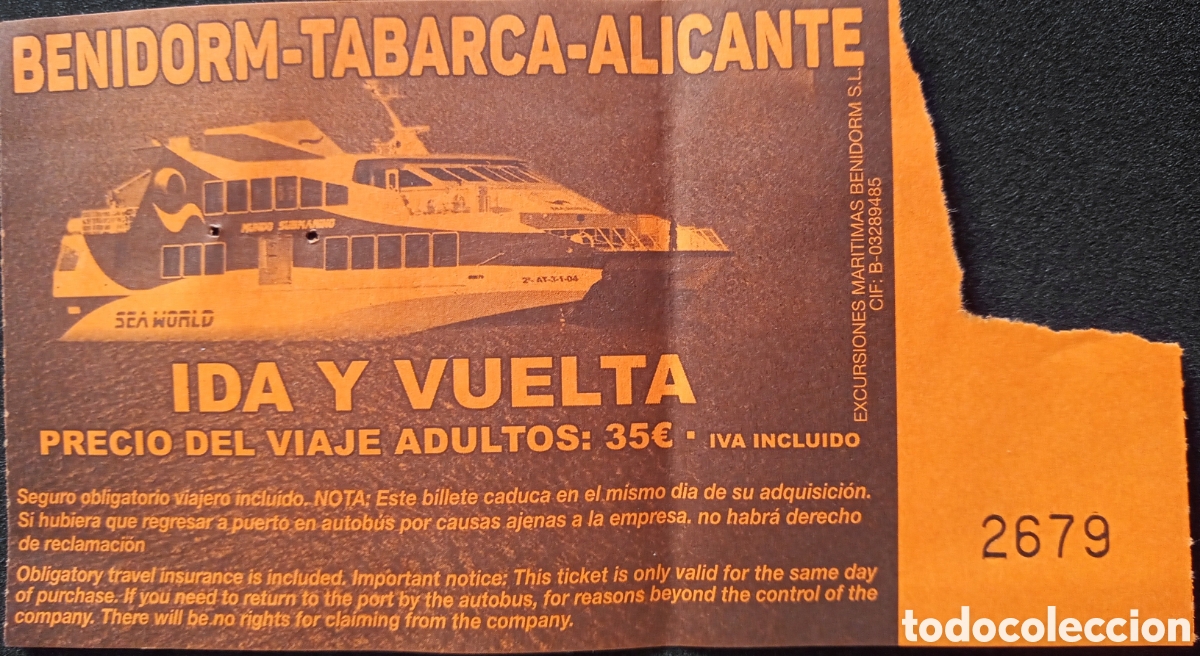 BENIDORM-TABARCA-ALICANTE
EXCURSIONES MARITIMAS BENIDORM S.L.
CIF: B-03289485
MUNDO SUBMARINO
2ª- AT-3-1-04
SEA WORLD
IDA Y VUELTA
PRECIO DEL VIAJE ADULTOS: 35€ · IVA INCLUIDO
Seguro obligatorio viajero incluido. NOTA: Este billete caduca en el mismo dia de su adquisición.
Si hubiera que regresar a puerto en autobús por causas ajenas a la empresa. no habrá derecho
de reclamación
Obligatory travel insurance is included. Important notice: This ticket is only valid for the same day
of purchase. If you need to return to the port by the autobus, for reasons beyond the control of the
company. There will be no rights for claiming from the company.
2679
todocoleccion